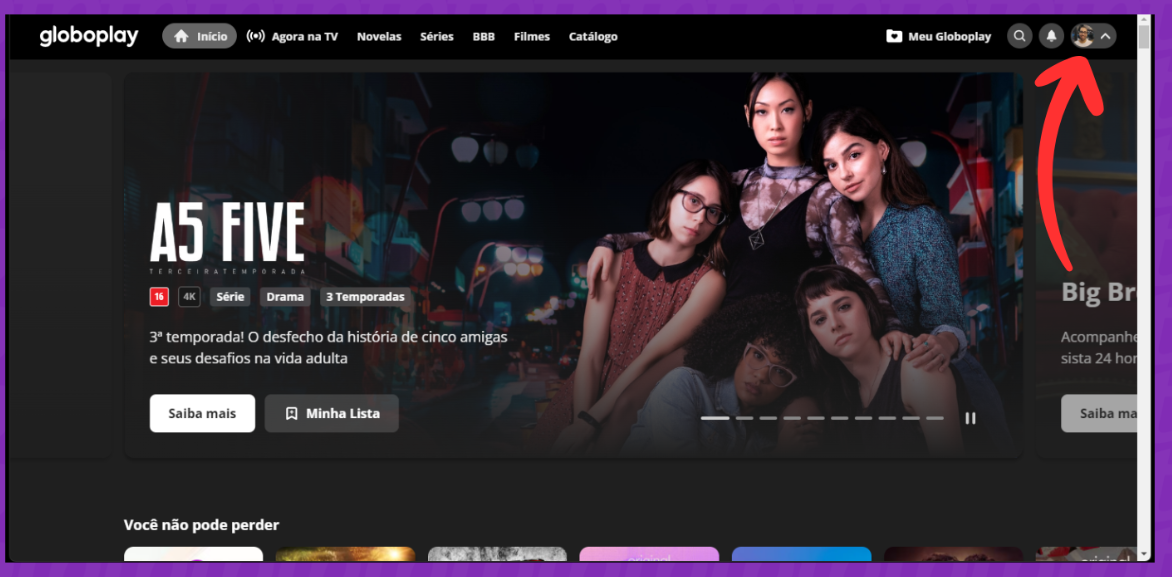 globoplay
Início
Agora na TV
Novelas
Séries
BBB
Filmes
Catálogo
Meu Globoplay
A5 FIVE
TERCEIRA TEMPORADA
16
4K
Série
Drama
3 Temporadas
3ª temporada! O desfecho da história de cinco amigas
e seus desafios na vida adulta
Saiba mais
Minha Lista
Big Br
Acompanhe
sista 24 hor
Saiba ma
Você não pode perder
original
original